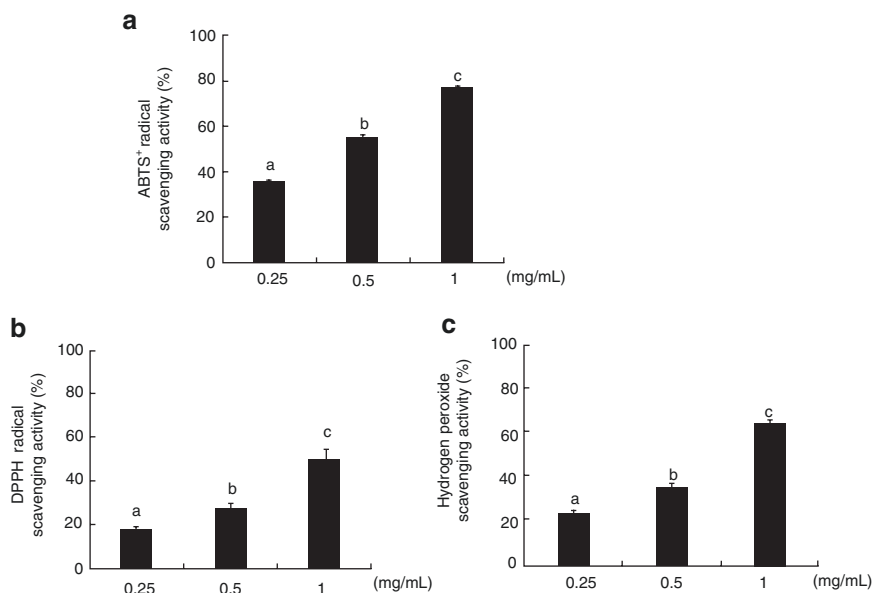 a
100
80
60
40
20
0
ABTS⁺ radical
scavenging activity (%)
a
b
c
0.25 0.5 1 (mg/mL)
b
100
80
60
40
20
0
DPPH radical
scavenging activity (%)
a
b
c
0.25 0.5 1 (mg/mL)
c
100
80
60
40
20
0
Hydrogen peroxide
scavenging activity (%)
a
b
c
0.25 0.5 1 (mg/mL)